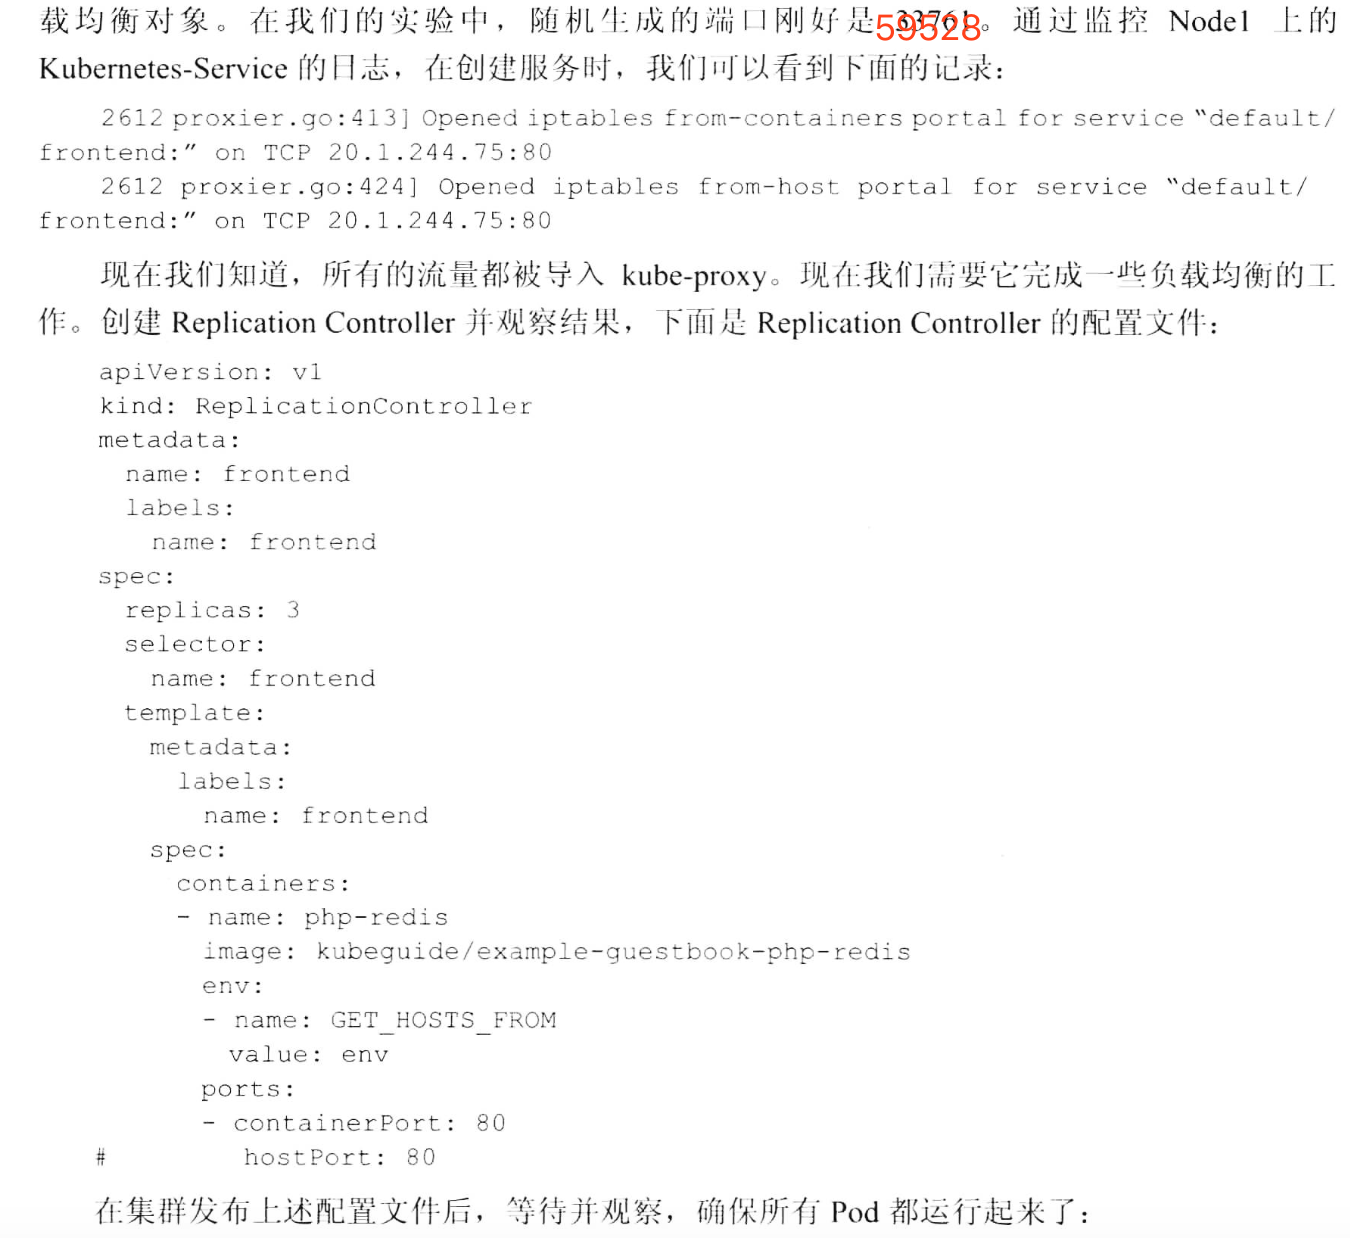 载均衡对象。在我们的实验中，随机生成的端口刚好是59528。通过监控 Node1 上的
Kubernetes-Service 的日志，在创建服务时，我们可以看到下面的记录：
2612 proxier.go:413] Opened iptables from-containers portal for service “default/
frontend:” on TCP 20.1.244.75:80
2612 proxier.go:424] Opened iptables from-host portal for service “default/
frontend:” on TCP 20.1.244.75:80
现在我们知道，所有的流量都被导入 kube-proxy。现在我们需要它完成一些负载均衡的工
作。创建 Replication Controller 并观察结果，下面是 Replication Controller 的配置文件：
apiVersion: v1
kind: ReplicationController
metadata:
  name: frontend
  labels:
    name: frontend
spec:
  replicas: 3
  selector:
    name: frontend
  template:
    metadata:
      labels:
        name: frontend
    spec:
      containers:
      - name: php-redis
        image: kubeguide/example-guestbook-php-redis
        env:
        - name: GET_HOSTS_FROM
          value: env
        ports:
        - containerPort: 80
#          hostPort: 80
在集群发布上述配置文件后，等待并观察，确保所有 Pod 都运行起来了：